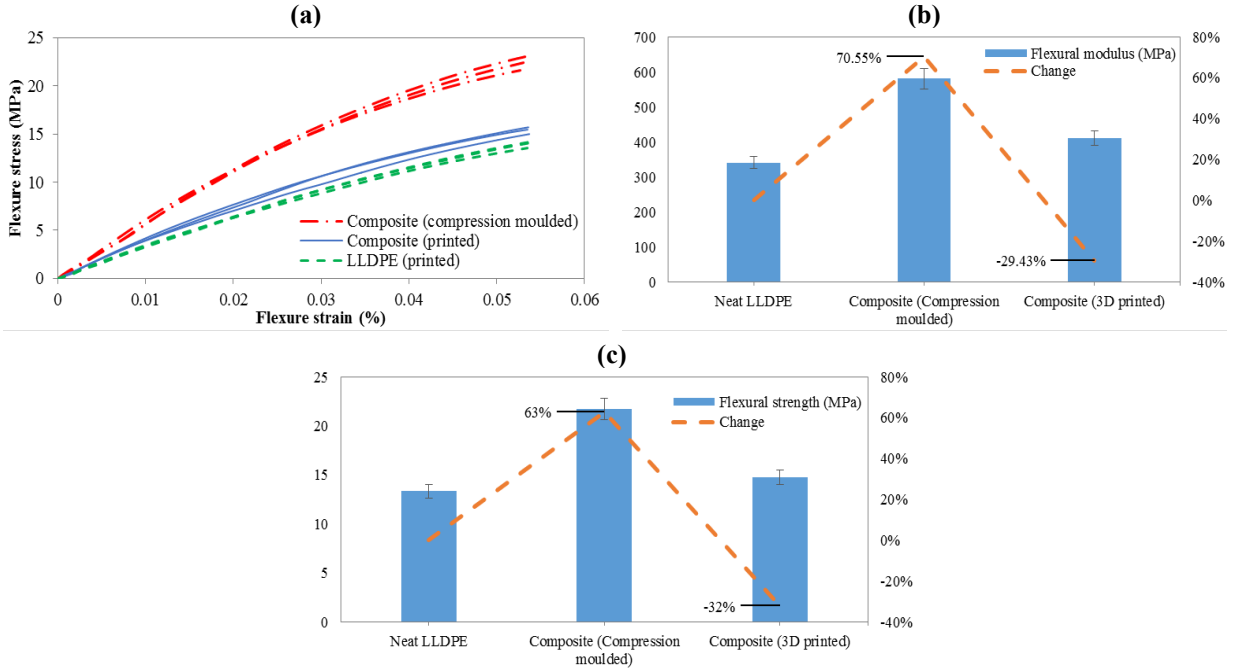 (a)
25
20
15
10
5
0
Flexure stress (MPa)
0
0.01
0.02
0.03
0.04
0.05
0.06
Flexure strain (%)
Composite (compression moulded)
Composite (printed)
LLDPE (printed)
(b)
700
600
500
400
300
200
100
0
80%
60%
40%
20%
0%
-20%
-40%
70.55%
-29.43%
Flexural modulus (MPa)
Change
Neat LLDPE
Composite (Compression
moulded)
Composite (3D printed)
(c)
25
20
15
10
5
0
80%
60%
40%
20%
0%
-20%
-40%
63%
-32%
Flexural strength (MPa)
Change
Neat LLDPE
Composite (Compression
moulded)
Composite (3D printed)